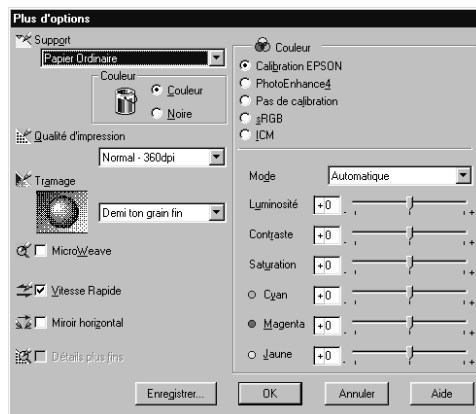 Plus d'options
Support
Papier Ordinaire
Couleur
Couleur
Noire
Qualité d'impression
Normal - 360dpi
Tramage
Demi ton grain fin
MicroWeave
Vitesse Rapide
Miroir horizontal
Détails plus fins
Couleur
Calibration EPSON
PhotoEnhance4
Pas de calibration
sRGB
ICM
Mode
Automatique
Luminosité +0 - +
Contraste +0 - +
Saturation +0 - +
Cyan +0 - +
Magenta +0 - +
Jaune +0 - +
Enregistrer...
OK
Annuler
Aide